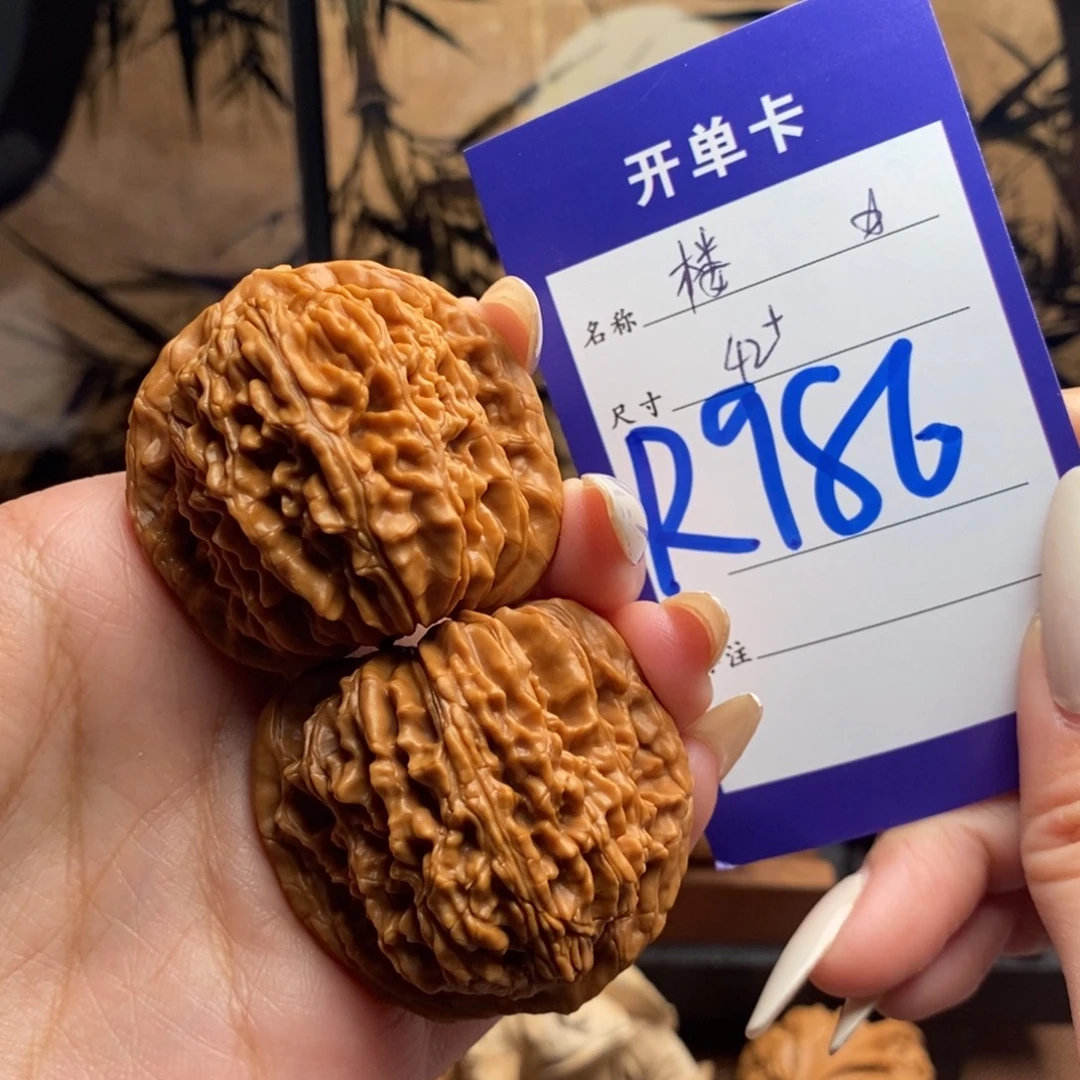 开单卡
名称 楼
尺寸 42+
R986
注